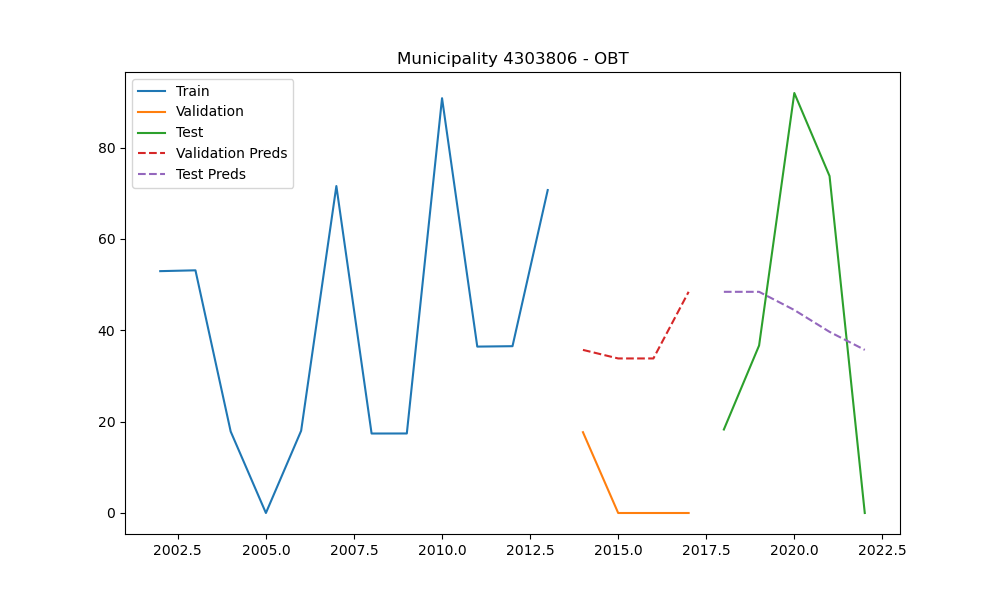 Municipality 4303806 - OBT
Train
Validation
Test
Validation Preds
Test Preds
80
60
40
20
0
2002.5 2005.0 2007.5 2010.0 2012.5 2015.0 2017.5 2020.0 2022.5